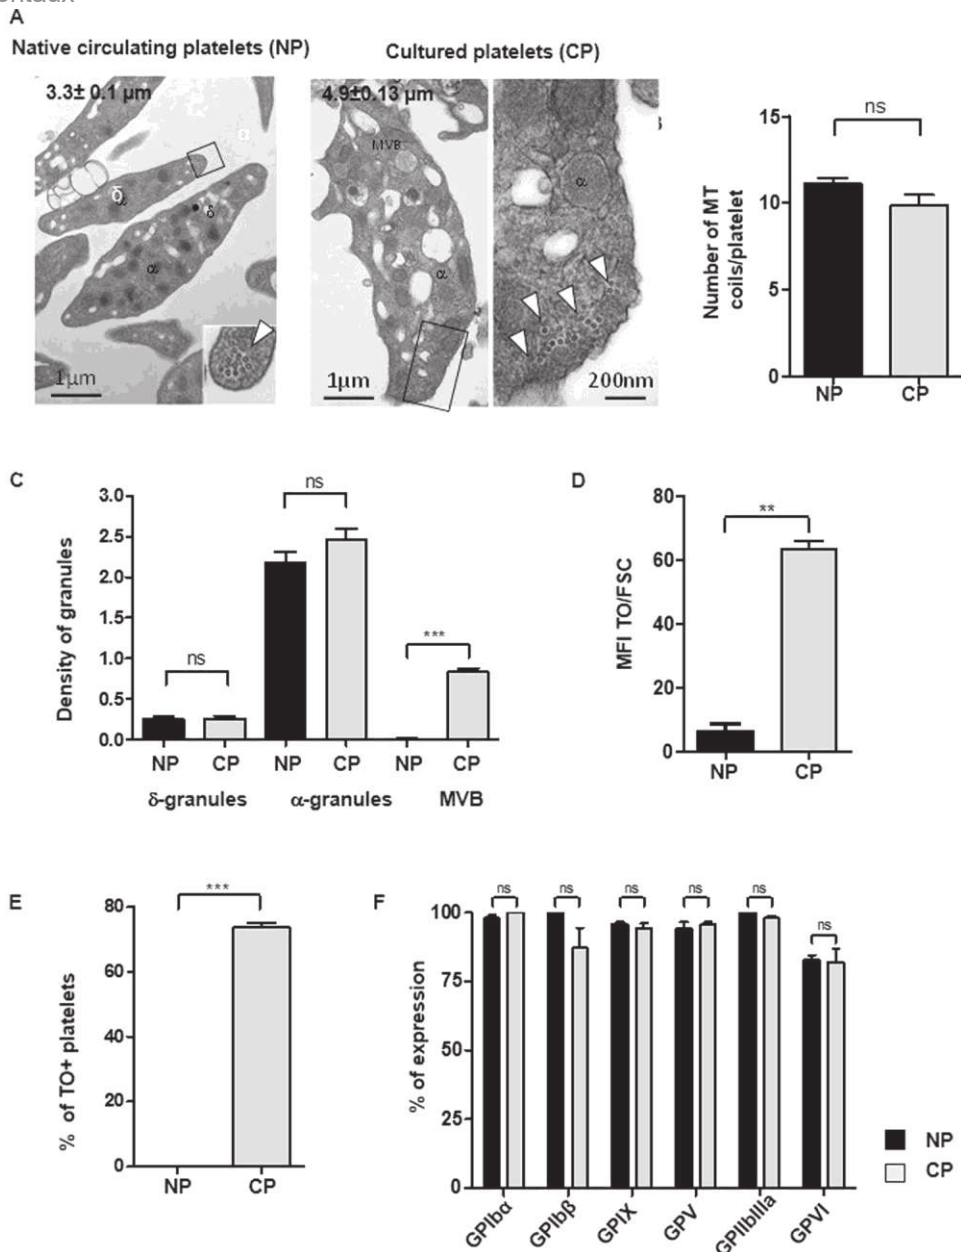 A
Native circulating platelets (NP)
Cultured platelets (CP)
3.3± 0.1 µm
4.9±0.13 µm
MVB
α
δ
δ
α
α
α
α
1µm
1µm
200nm
ns
15
10
5
0
Number of MT
coils/platelet
NP CP
C
3.0
2.5
2.0
1.5
1.0
0.5
0.0
Density of granules
ns
ns
***
NP CP NP CP NP CP
δ-granules α-granules MVB
D
80
60
40
20
0
MFI TO/FSC
**
NP CP
E
80
60
40
20
0
% of TO+ platelets
***
NP CP
F
100
75
50
25
0
% of expression
ns ns ns ns ns ns
GPIbα GPIbβ GPIX GPV GPIIbIIIa GPVI
NP
CP